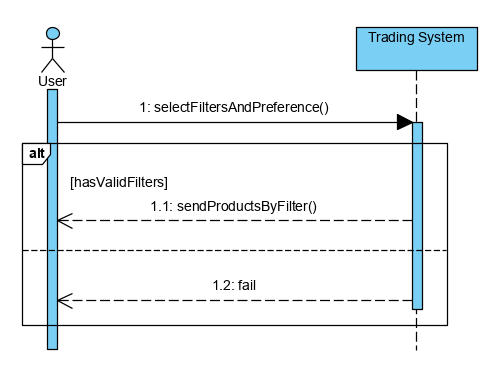 User
Trading System
1: selectFiltersAndPreference()
alt
[hasValidFilters]
1.1: sendProductsByFilter()
1.2: fail